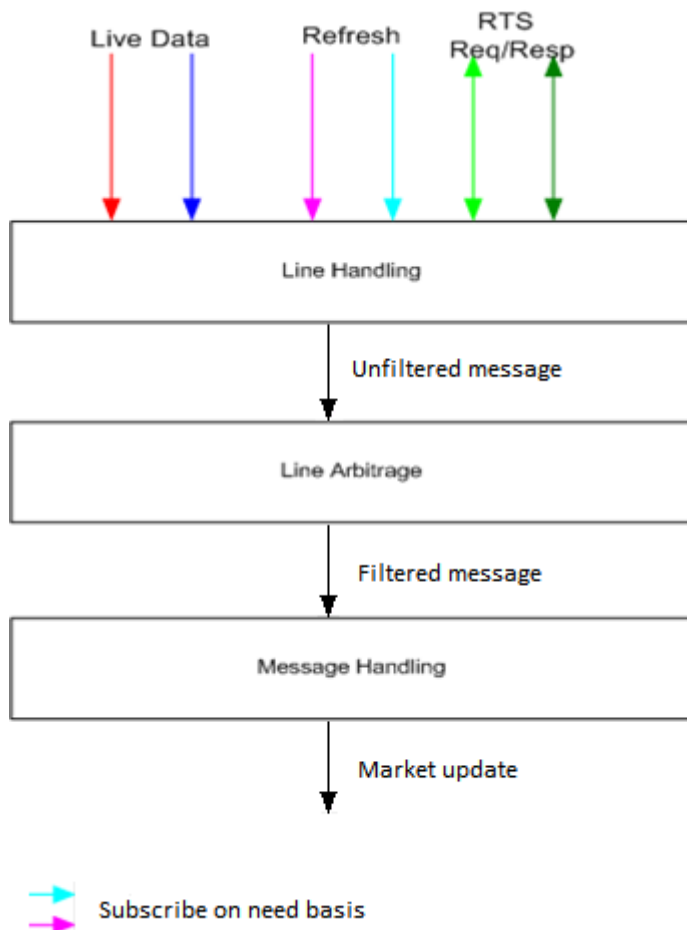 Live Data
Refresh
RTS
Req/Resp
Line Handling
Unfiltered message
Line Arbitrage
Filtered message
Message Handling
Market update
Subscribe on need basis